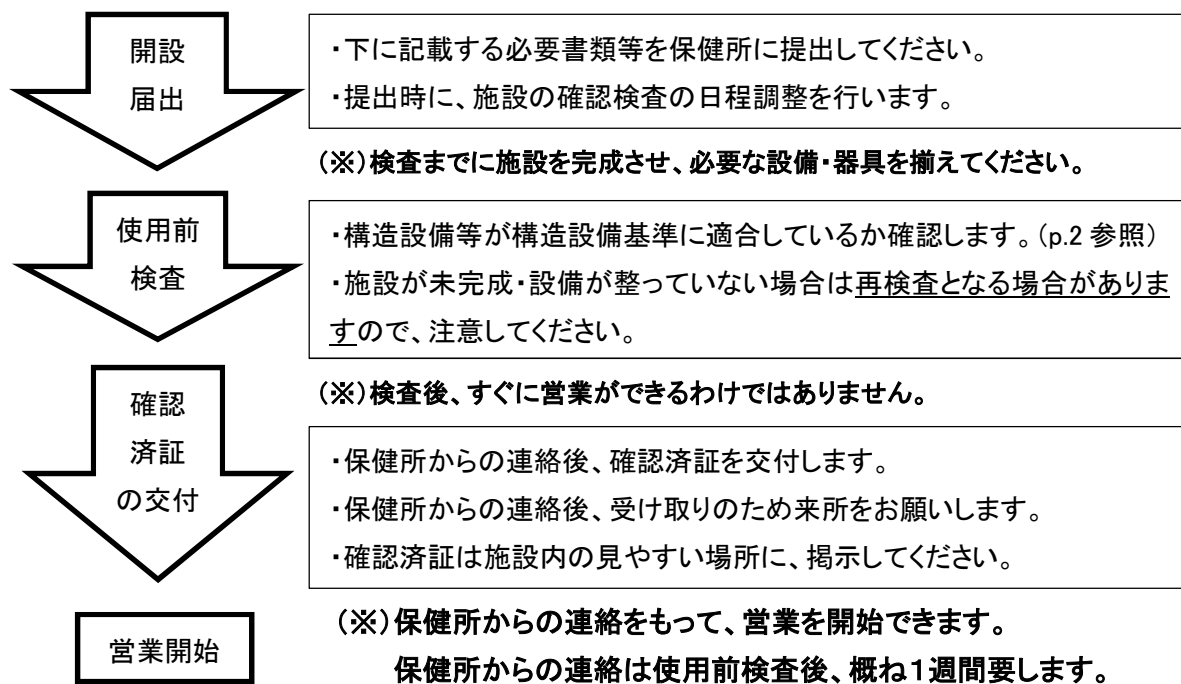 開設
届出
・下に記載する必要書類等を保健所に提出してください。
・提出時に、施設の確認検査の日程調整を行います。
(※)検査までに施設を完成させ、必要な設備・器具を揃えてください。
使用前
検査
・構造設備等が構造設備基準に適合しているか確認します。(p.2 参照)
・施設が未完成・設備が整っていない場合は再検査となる場合がありま
すので、注意してください。
(※)検査後、すぐに営業ができるわけではありません。
確認
済証
の交付
・保健所からの連絡後、確認済証を交付します。
・保健所からの連絡後、受け取りのため来所をお願いします。
・確認済証は施設内の見やすい場所に、掲示してください。
営業開始
(※)保健所からの連絡をもって、営業を開始できます。
保健所からの連絡は使用前検査後、概ね1週間要します。